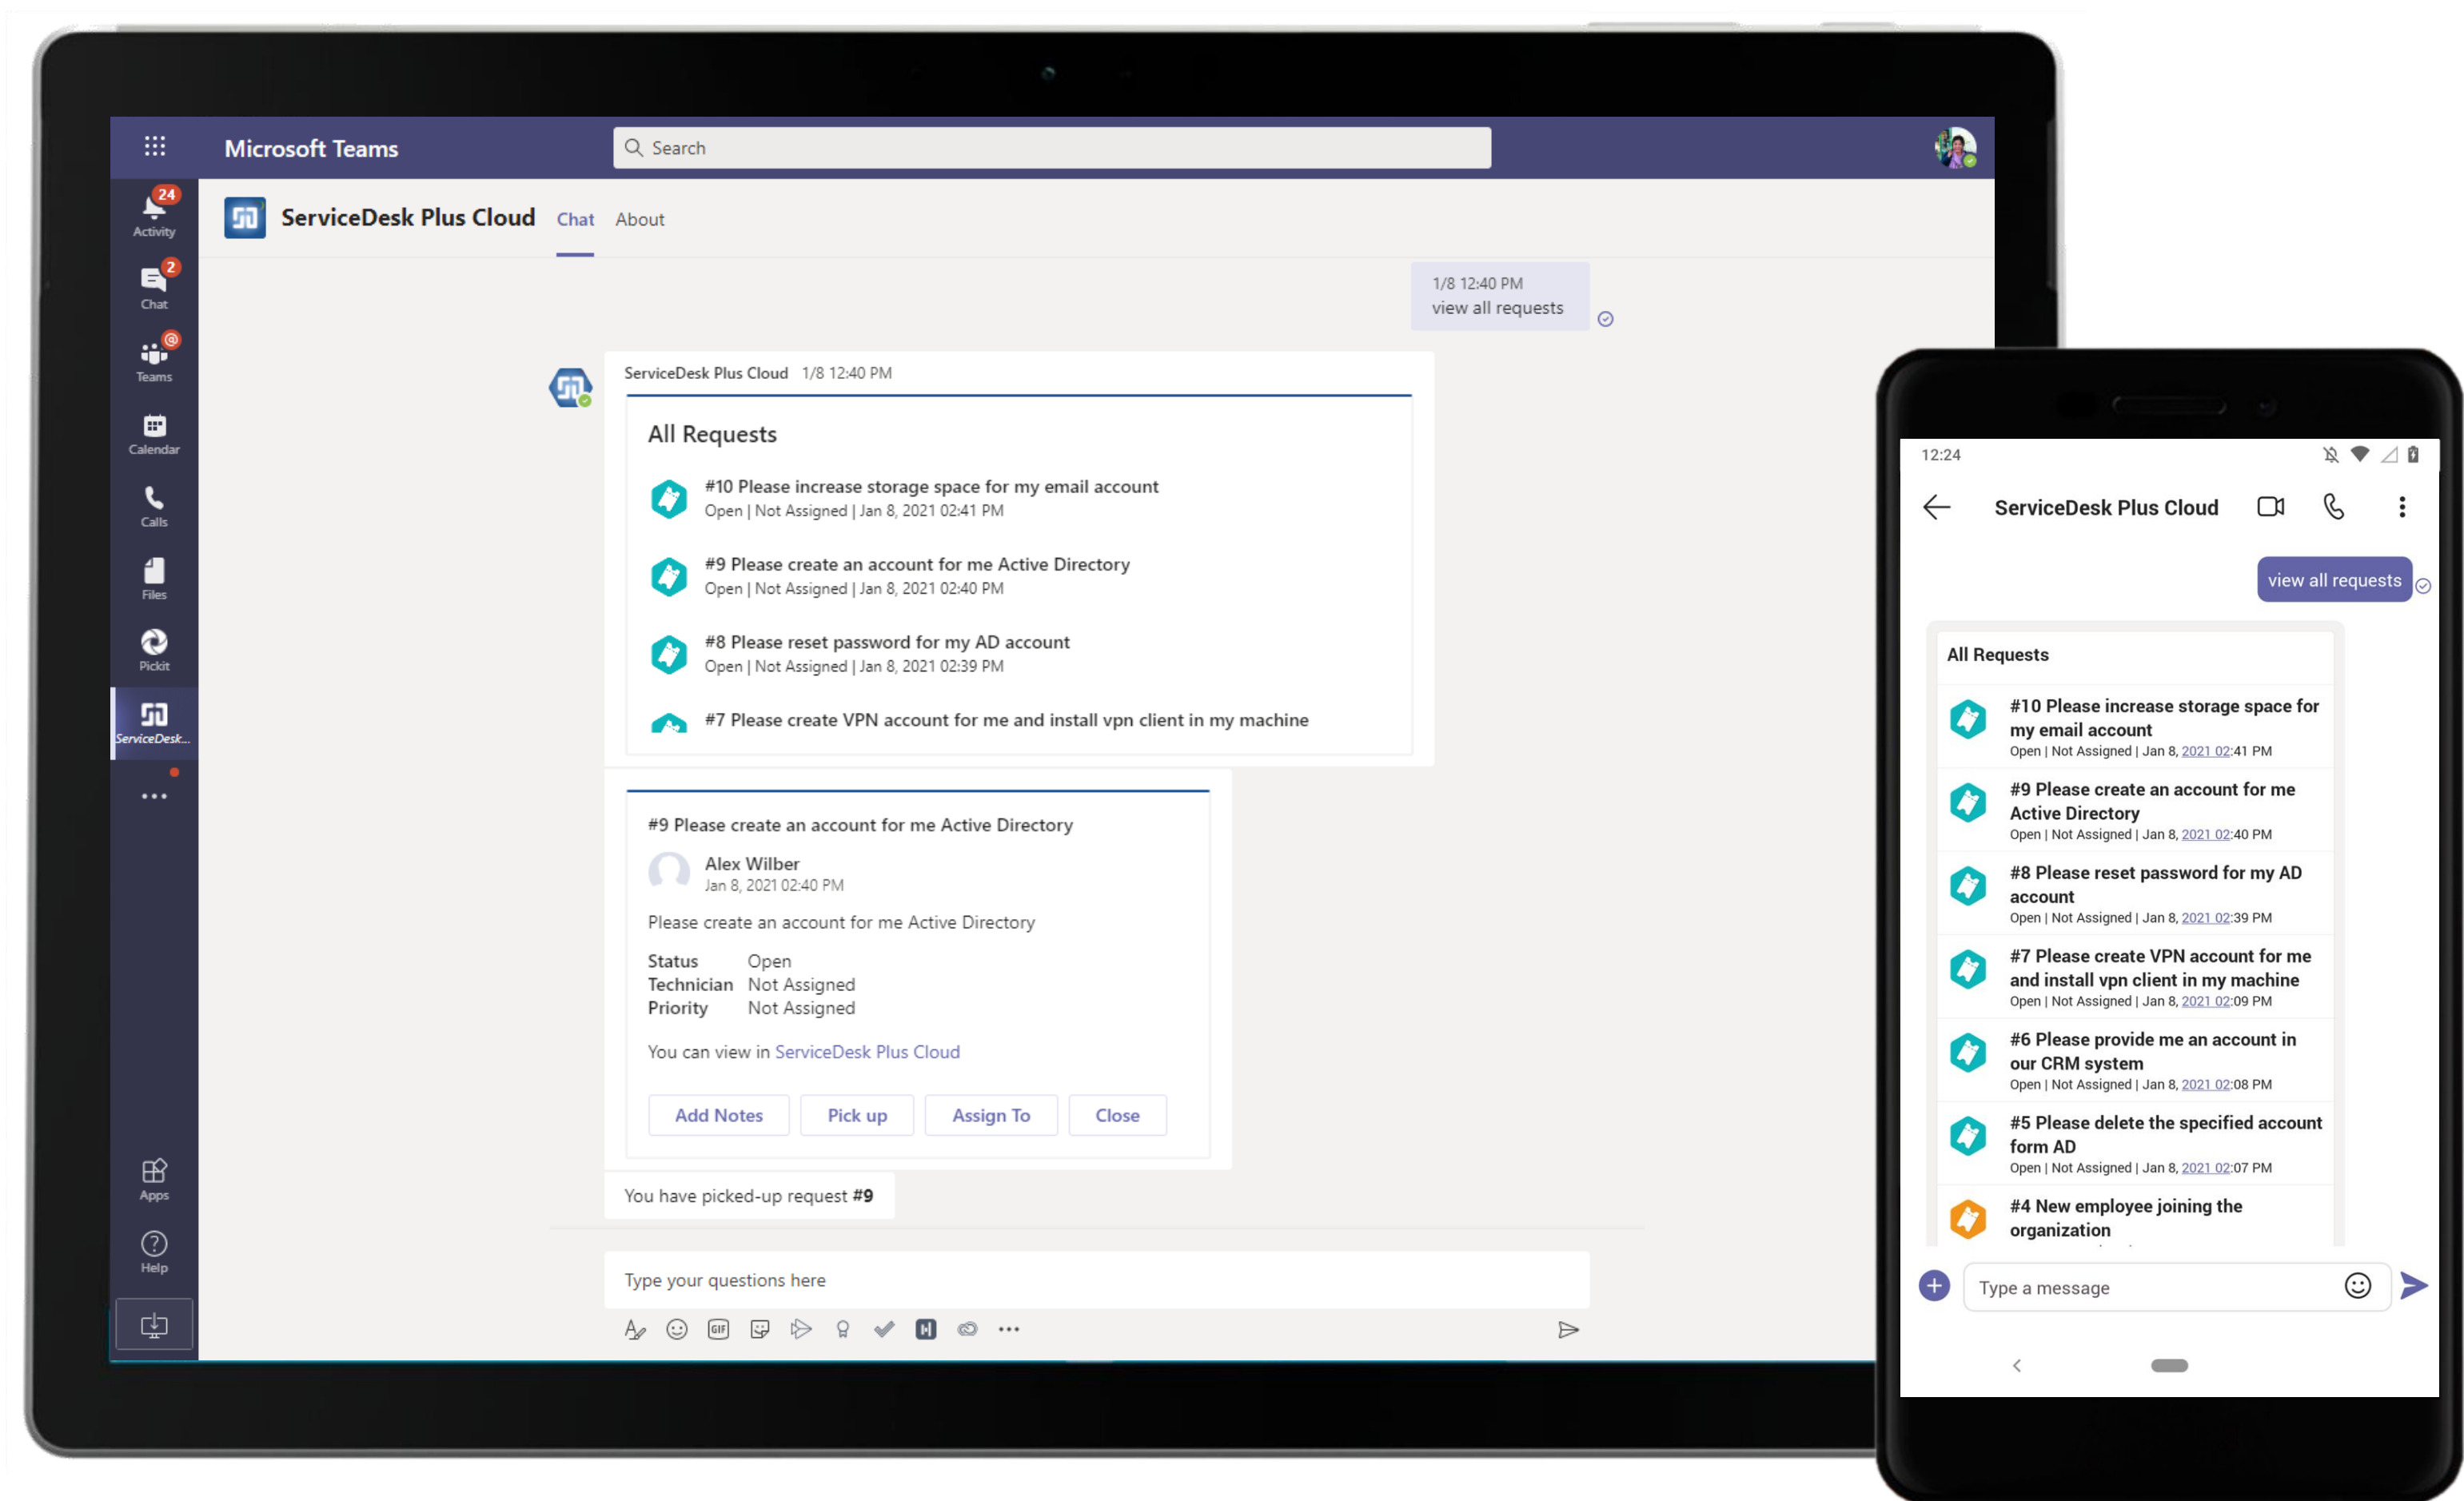 Microsoft Teams
Search
24
Activity
2
Chat
@
Teams
Calendar
Calls
Files
Pickit
ServiceDesk...
Apps
Help
ServiceDesk Plus Cloud Chat About
1/8 12:40 PM
view all requests
ServiceDesk Plus Cloud 1/8 12:40 PM
All Requests
#10 Please increase storage space for my email account
Open | Not Assigned | Jan 8, 2021 02:41 PM
#9 Please create an account for me Active Directory
Open | Not Assigned | Jan 8, 2021 02:40 PM
#8 Please reset password for my AD account
Open | Not Assigned | Jan 8, 2021 02:39 PM
#7 Please create VPN account for me and install vpn client in my machine
#9 Please create an account for me Active Directory
Alex Wilber
Jan 8, 2021 02:40 PM
Please create an account for me Active Directory
Status Open
Technician Not Assigned
Priority Not Assigned
You can view in ServiceDesk Plus Cloud
Add Notes Pick up Assign To Close
You have picked-up request #9
Type your questions here
GIF
12:24
ServiceDesk Plus Cloud
view all requests
All Requests
#10 Please increase storage space for
my email account
Open | Not Assigned | Jan 8, 2021 02:41 PM
#9 Please create an account for me
Active Directory
Open | Not Assigned | Jan 8, 2021 02:40 PM
#8 Please reset password for my AD
account
Open | Not Assigned | Jan 8, 2021 02:39 PM
#7 Please create VPN account for me
and install vpn client in my machine
Open | Not Assigned | Jan 8, 2021 02:09 PM
#6 Please provide me an account in
our CRM system
Open | Not Assigned | Jan 8, 2021 02:08 PM
#5 Please delete the specified account
form AD
Open | Not Assigned | Jan 8, 2021 02:07 PM
#4 New employee joining the
organization
Type a message